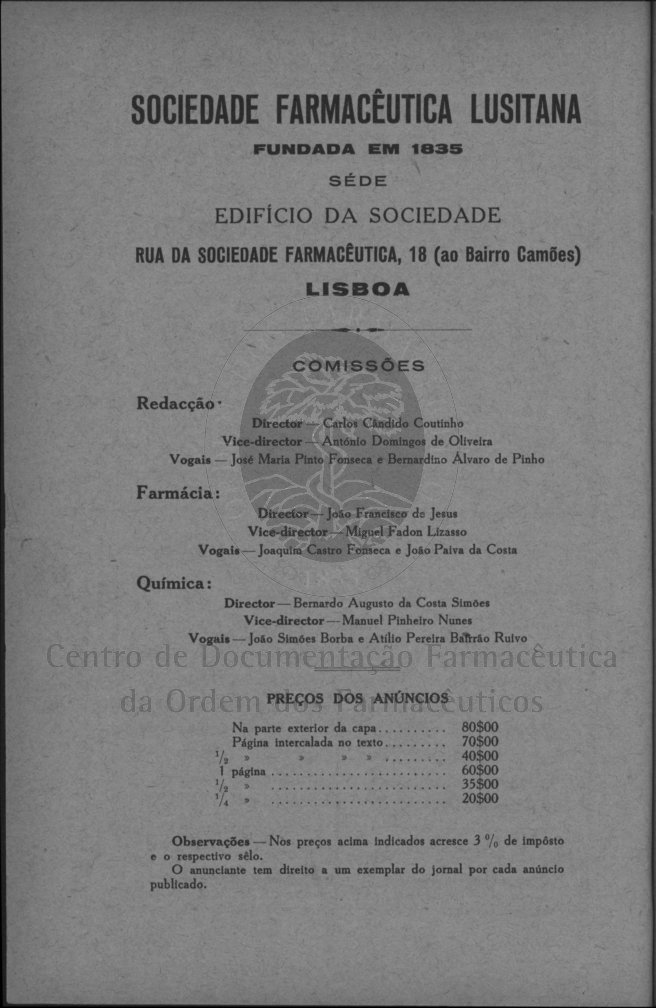 SOCIEDADE FARMACÊUTICA LUSITANA
FUNDADA EM 1835
SÉDE
EDIFÍCIO DA SOCIEDADE
RUA DA SOCIEDADE FARMACÊUTICA, 18 (ao Bairro Camões)
LISBOA
COMISSÕES
Redacção·
Director — Carlos Cândido Coutinho
Vice-director — António Domingos de Oliveira
Vogais — José Maria Pinto Fonseca e Bernardino Álvaro de Pinho
Farmácia:
Director — João Francisco de Jesus
Vice-director — Miguel Fadon Lizasso
Vogais — Joaquim Castro Fonseca e João Paiva da Costa
Química:
Director — Bernardo Augusto da Costa Simões
Vice-director — Manuel Pinheiro Nunes
Vogais — João Simões Borba e Atílio Pereira Ruivo
Centro de Documentação Farmacêutica
da Ordem dos Farmacêuticos
PREÇOS DOS ANÚNCIOS
Na parte exterior da capa.......... 80$00
Página intercalada no texto......... 70$00
1/2 » » » » ......... 40$00
1 página ......................... 60$00
1/2 » ......................... 35$00
1/4 » ......................... 20$00
Observações — Nos preços acima indicados acresce 3 % de impôsto
e o respectivo sêlo.
O anunciante tem direito a um exemplar do jornal por cada anúncio
publicado.